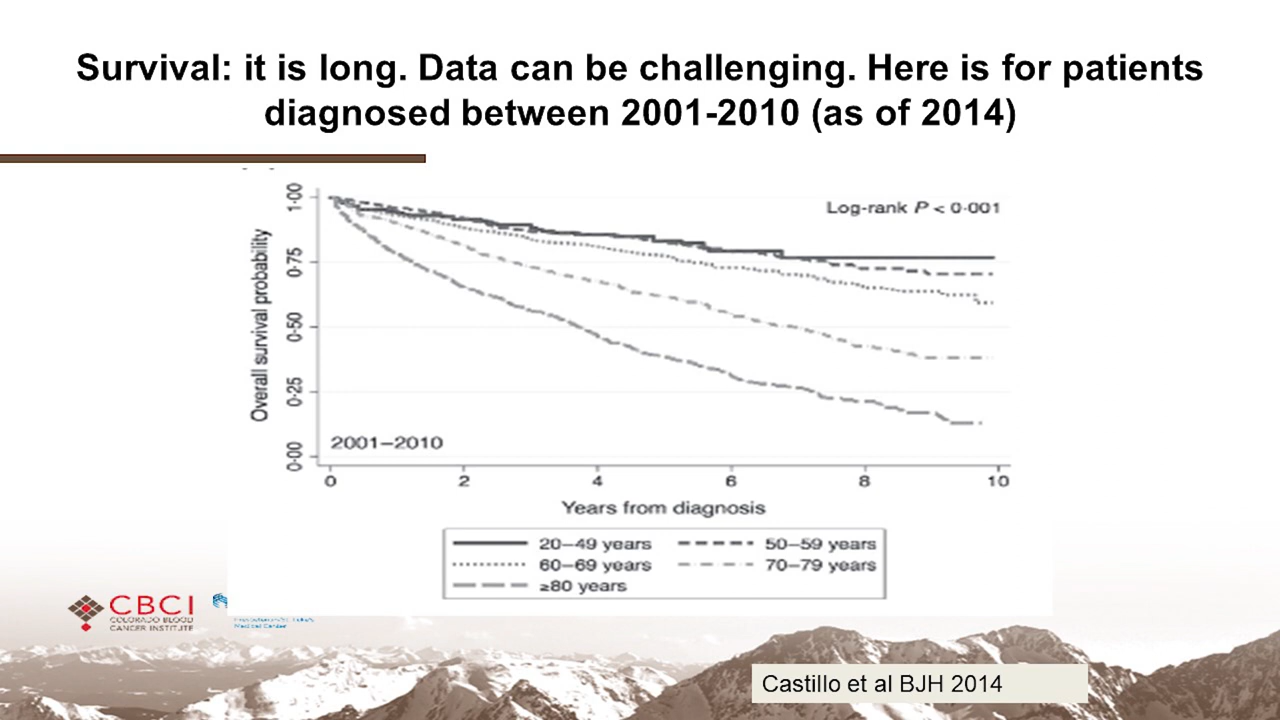 Survival: it is long. Data can be challenging. Here is for patients
diagnosed between 2001-2010 (as of 2014)
Log-rank P < 0·001
Overall survival probability
1·00
0·75
0·50
0·25
0·00
2001–2010
0 2 4 6 8 10
Years from diagnosis
20–49 years 50–59 years
60–69 years 70–79 years
≥80 years
CBCI
COLORADO BLOOD
CANCER INSTITUTE
Medical Center
Castillo et al BJH 2014